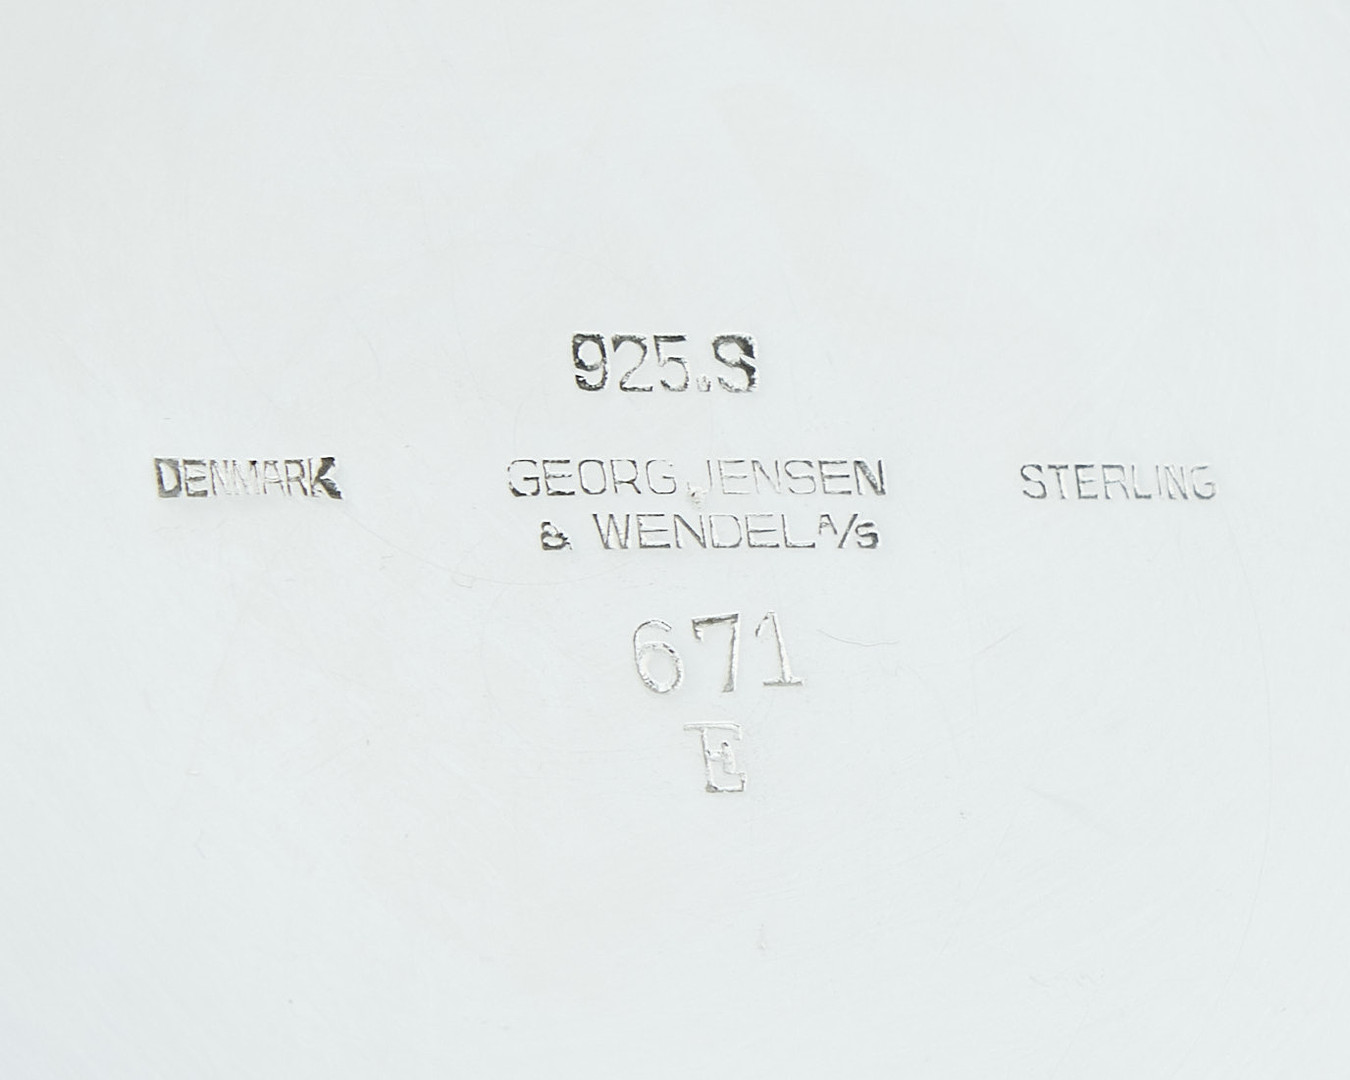 925.S
DENMARK GEORG JENSEN STERLING
& WENDEL A/S
671
E